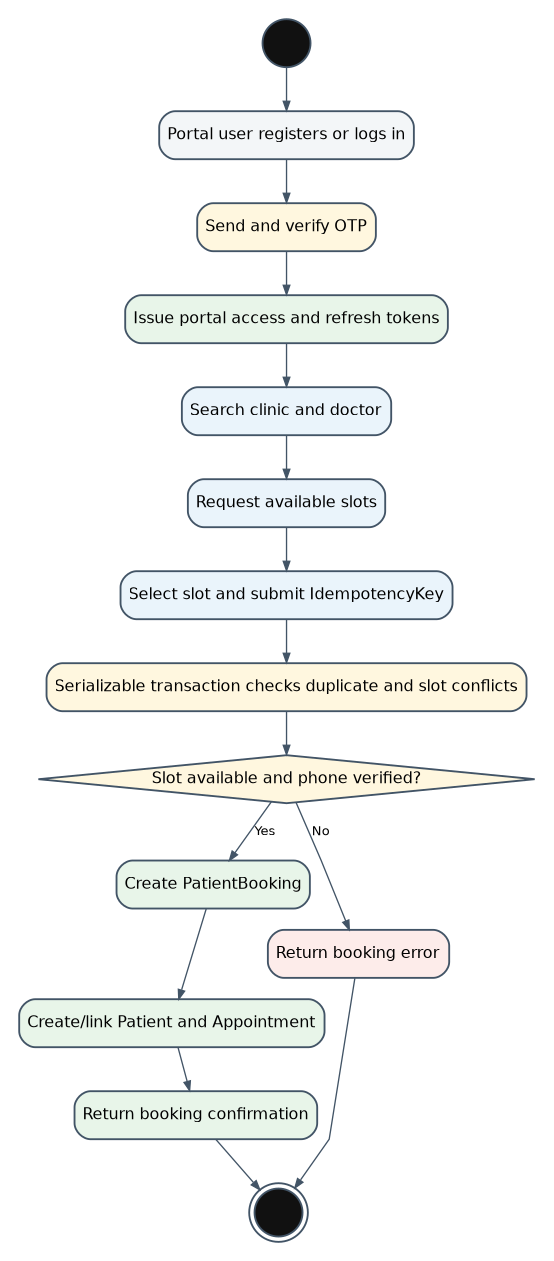 Portal user registers or logs in
Send and verify OTP
Issue portal access and refresh tokens
Search clinic and doctor
Request available slots
Select slot and submit IdempotencyKey
Serializable transaction checks duplicate and slot conflicts
Slot available and phone verified?
Yes
No
Create PatientBooking
Return booking error
Create/link Patient and Appointment
Return booking confirmation